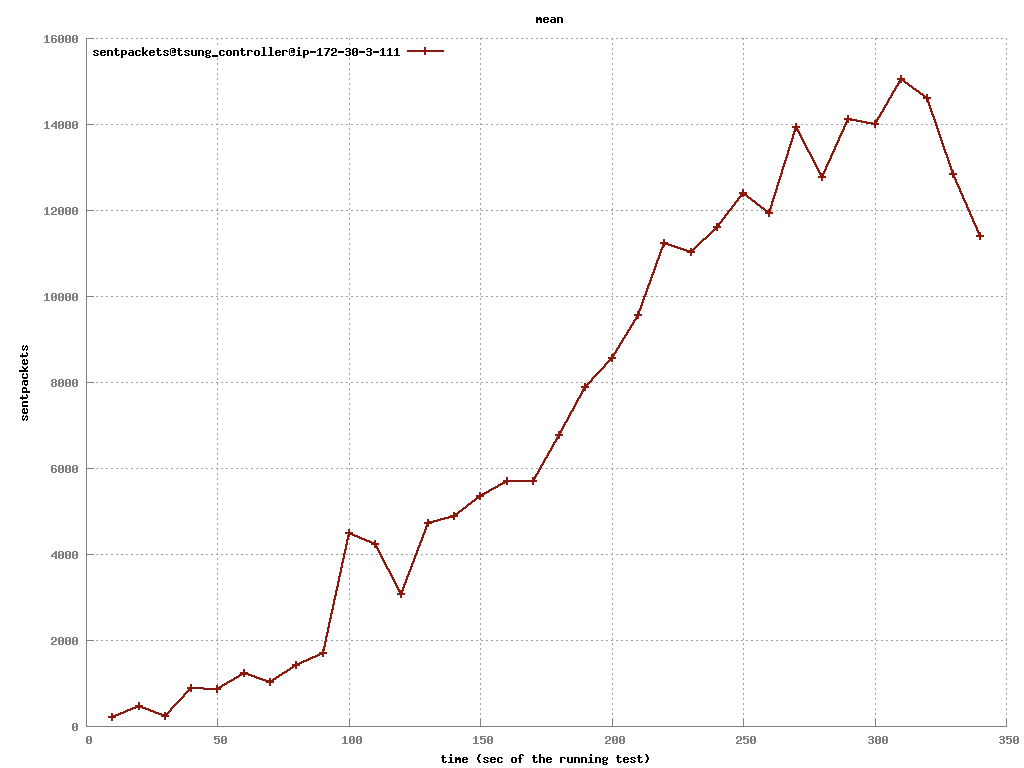 mean
16000
sentpackets@tsung_controller@ip-172-30-3-111
14000
12000
10000
8000
6000
4000
2000
0
sentpackets
0 50 100 150 200 250 300 350
time (sec of the running test)